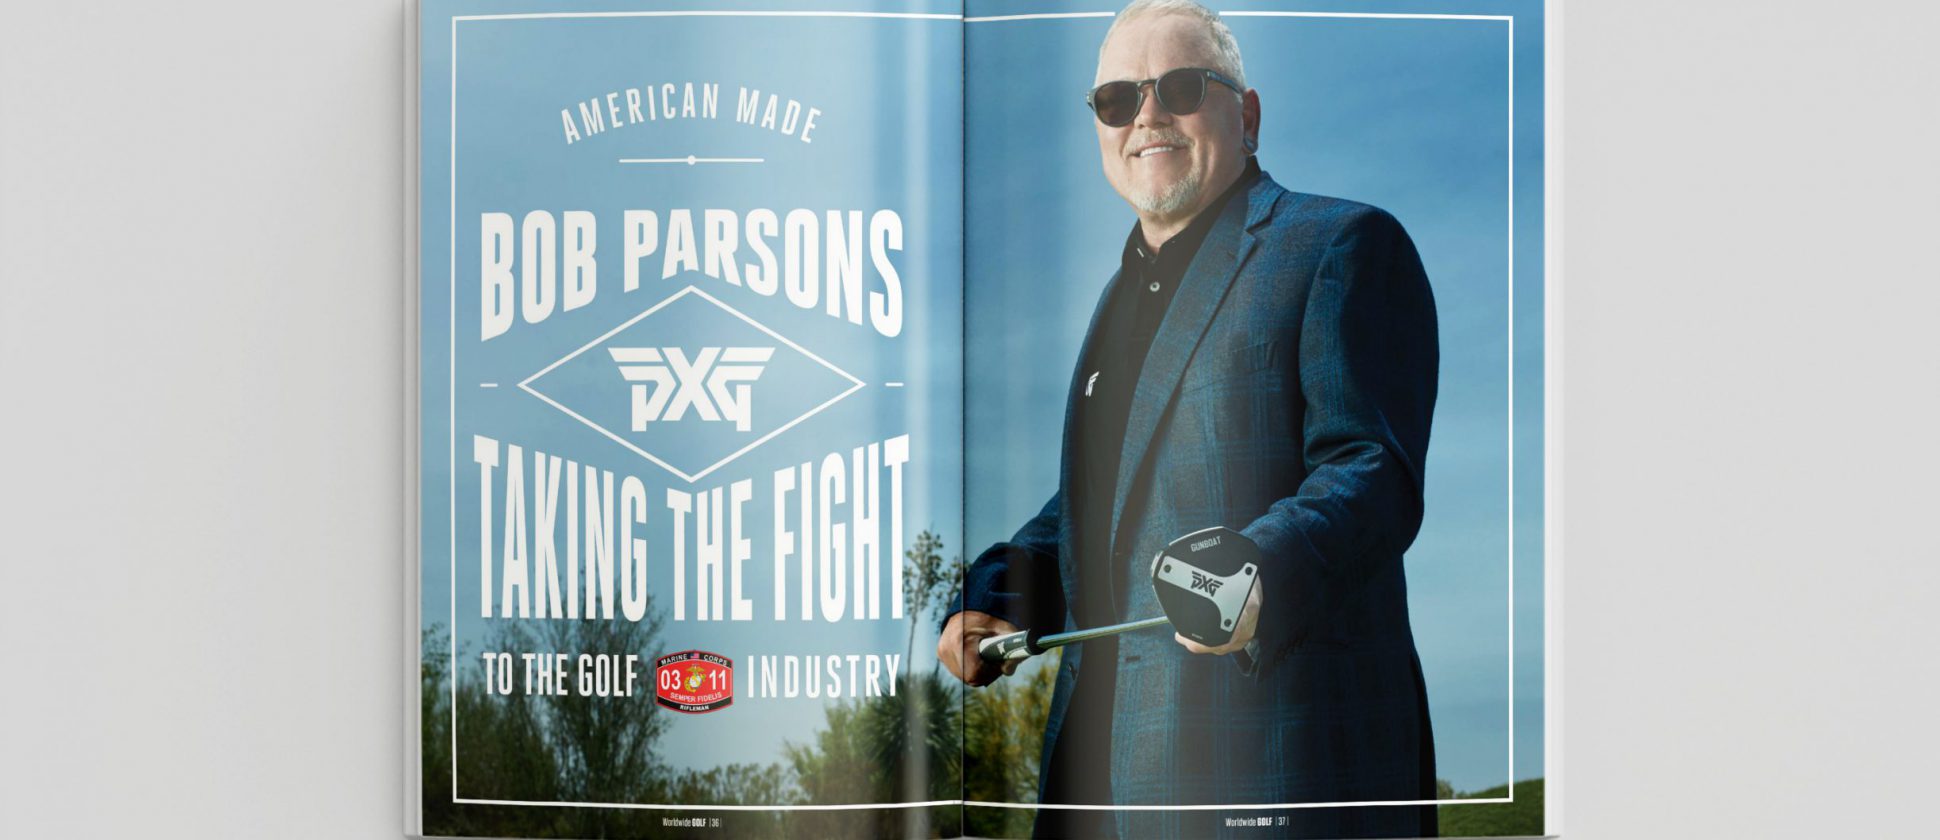 AMERICAN MADE
BOB PARSONS
PXG
TAKING THE FIGHT
TO THE GOLF
INDUSTRY
MARINE CORPS
03 11
SEMPER FIDELIS
RIFLEMAN
GUNBOAT
PXG
Worldwide GOLF | 36 |
Worldwide GOLF | 37 |